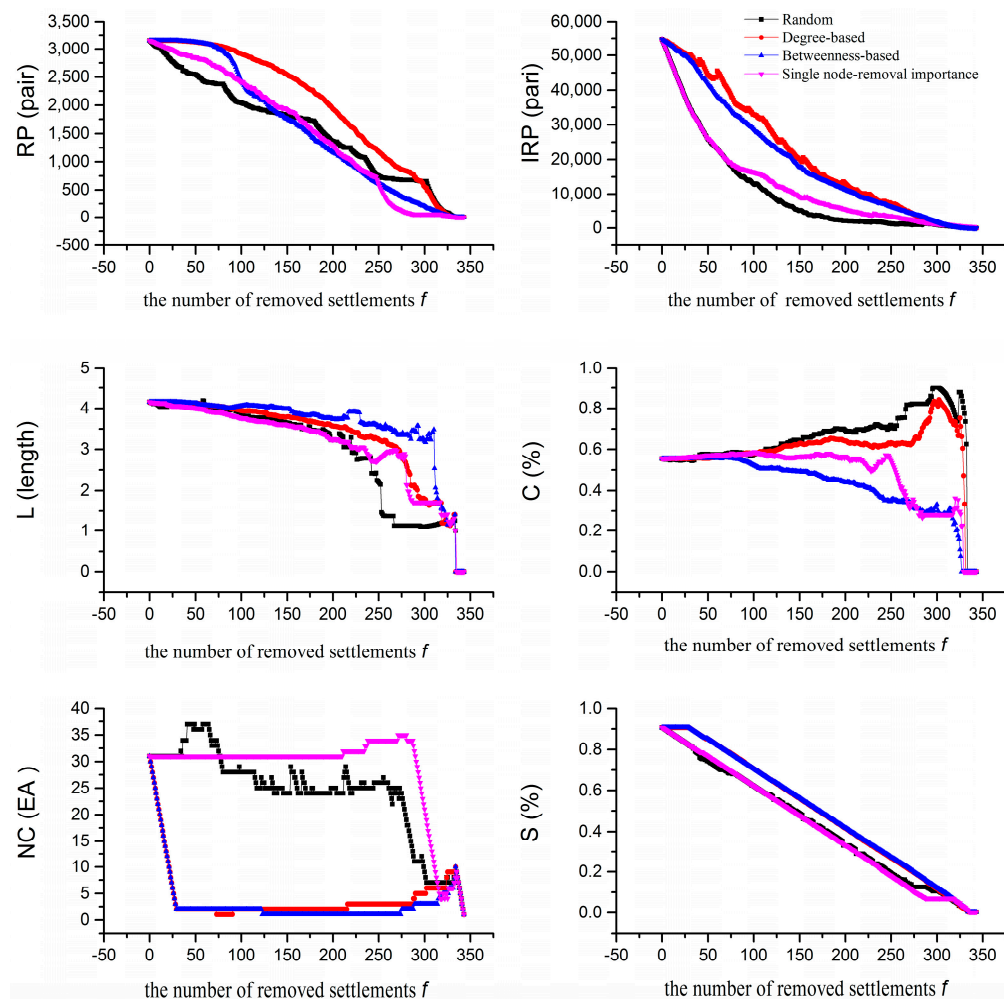 RP (pair)
3,500
3,000
2,500
2,000
1,500
1,000
500
0
-500
-50 0 50 100 150 200 250 300 350
the number of removed settlements f
IRP (pari)
60,000
50,000
40,000
30,000
20,000
10,000
0
-50 0 50 100 150 200 250 300 350
the number of removed settlements f
Random
Degree-based
Betweenness-based
Single node-removal importance
L (length)
5
4
3
2
1
0
-50 0 50 100 150 200 250 300 350
the number of removed settlements f
C (%)
1.0
0.8
0.6
0.4
0.2
0.0
-50 0 50 100 150 200 250 300 350
the number of removed settlements f
NC (EA )
40
35
30
25
20
15
10
5
0
-50 0 50 100 150 200 250 300 350
the number of removed settlements f
S (%)
1.0
0.8
0.6
0.4
0.2
0.0
-50 0 50 100 150 200 250 300 350
the number of removed settlements f